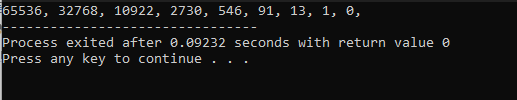 65536, 32768, 10922, 2730, 546, 91, 13, 1, 0,
--------------------------------
Process exited after 0.09232 seconds with return value 0
Press any key to continue . . .